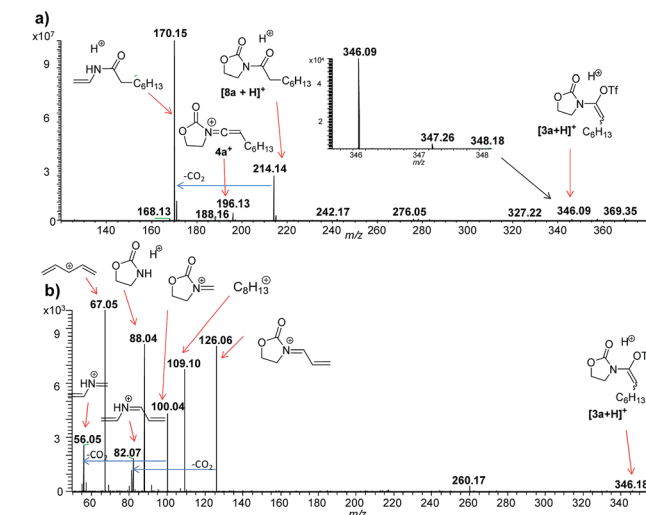 a)
170.15
x10⁷
H⊕
HN
O
C₆H₁₃
O
O
N
O
H⊕
C₆H₁₃
[8a + H]⁺
O
O
N⊕
C₆H₁₃
4a⁺
x10⁴
4
2
346.09
347.26
348.18
346
347
348
m/z
H⊕
O
O
N
OTf
C₆H₁₃
[3a+H]⁺
9
6
3
0
-CO₂
214.14
168.13
188.16
196.13
242.17
276.05
327.22
346.09
369.35
140
160
180
200
220
240
260
280
300
320
340
360
m/z
b)
67.05
O
O
NH
H⊕
O
O
N⊕
C₈H₁₃⊕
x10³
9
6
3
0
88.04
126.06
O
O
N⊕
109.10
100.04
HN⊕
HN⊕
56.05
82.07
-CO₂
-CO₂
H⊕
O
O
N
OT
C₆H₁₃
[3a+H]⁺
260.17
346.18
60
80
100
120
140
160
180
200
220
240
260
280
300
320
340
m/z